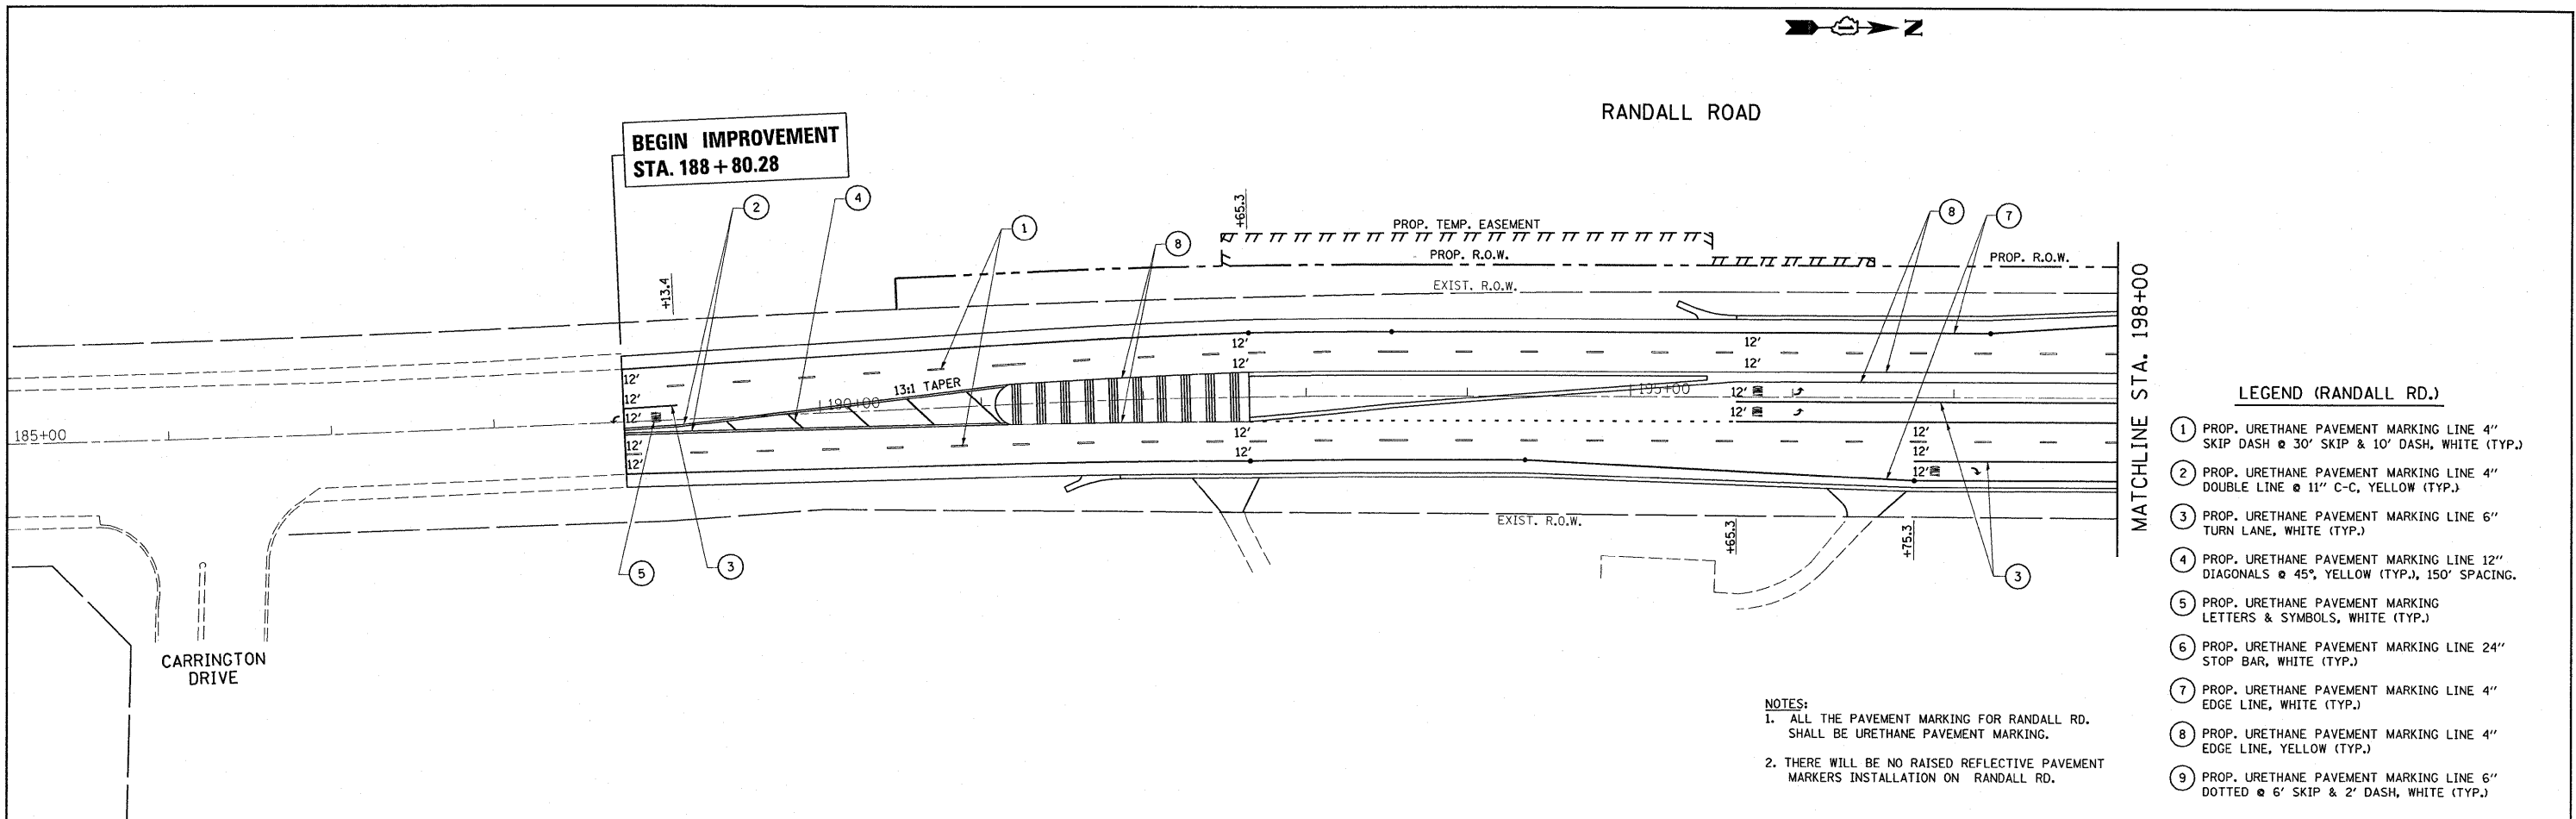 N
RANDALL ROAD
BEGIN IMPROVEMENT
STA. 188+80.28
2
4
1
8
8
7
+13.4
+65.3
PROP. TEMP. EASEMENT
PROP. R.O.W.
PROP. R.O.W.
EXIST. R.O.W.
MATCHLINE STA. 198+00
12'
12'
12'
12'
12'
13:1 TAPER
190+00
195+00
185+00
12'
12'
12'
12'
12'
12'
12'
12'
12'
12'
12'
EXIST. R.O.W.
+65.3
+75.3
5
3
3
CARRINGTON
DRIVE
NOTES:
1. ALL THE PAVEMENT MARKING FOR RANDALL RD.
SHALL BE URETHANE PAVEMENT MARKING.
2. THERE WILL BE NO RAISED REFLECTIVE PAVEMENT
MARKERS INSTALLATION ON RANDALL RD.
LEGEND (RANDALL RD.)
1 PROP. URETHANE PAVEMENT MARKING LINE 4"
SKIP DASH @ 30' SKIP & 10' DASH, WHITE (TYP.)
2 PROP. URETHANE PAVEMENT MARKING LINE 4"
DOUBLE LINE @ 11" C-C, YELLOW (TYP.)
3 PROP. URETHANE PAVEMENT MARKING LINE 6"
TURN LANE, WHITE (TYP.)
4 PROP. URETHANE PAVEMENT MARKING LINE 12"
DIAGONALS @ 45°, YELLOW (TYP.), 150' SPACING.
5 PROP. URETHANE PAVEMENT MARKING
LETTERS & SYMBOLS, WHITE (TYP.)
6 PROP. URETHANE PAVEMENT MARKING LINE 24"
STOP BAR, WHITE (TYP.)
7 PROP. URETHANE PAVEMENT MARKING LINE 4"
EDGE LINE, WHITE (TYP.)
8 PROP. URETHANE PAVEMENT MARKING LINE 4"
EDGE LINE, YELLOW (TYP.)
9 PROP. URETHANE PAVEMENT MARKING LINE 6"
DOTTED @ 6' SKIP & 2' DASH, WHITE (TYP.)